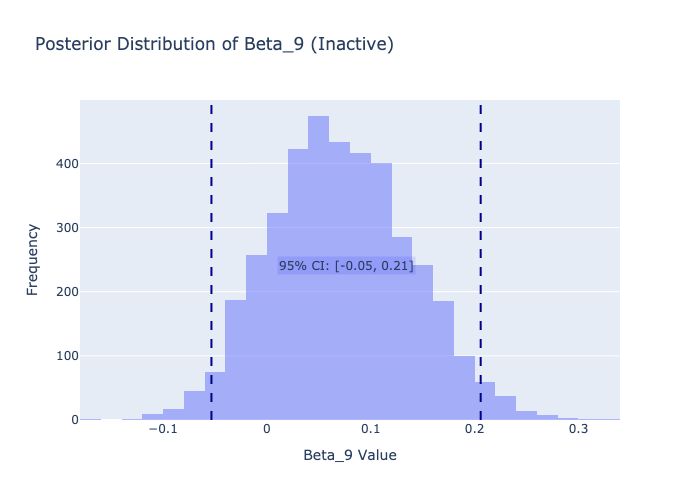 Posterior Distribution of Beta_9 (Inactive)
400
300
200
100
0
Frequency
95% CI: [-0.05, 0.21]
−0.1 0 0.1 0.2 0.3
Beta_9 Value